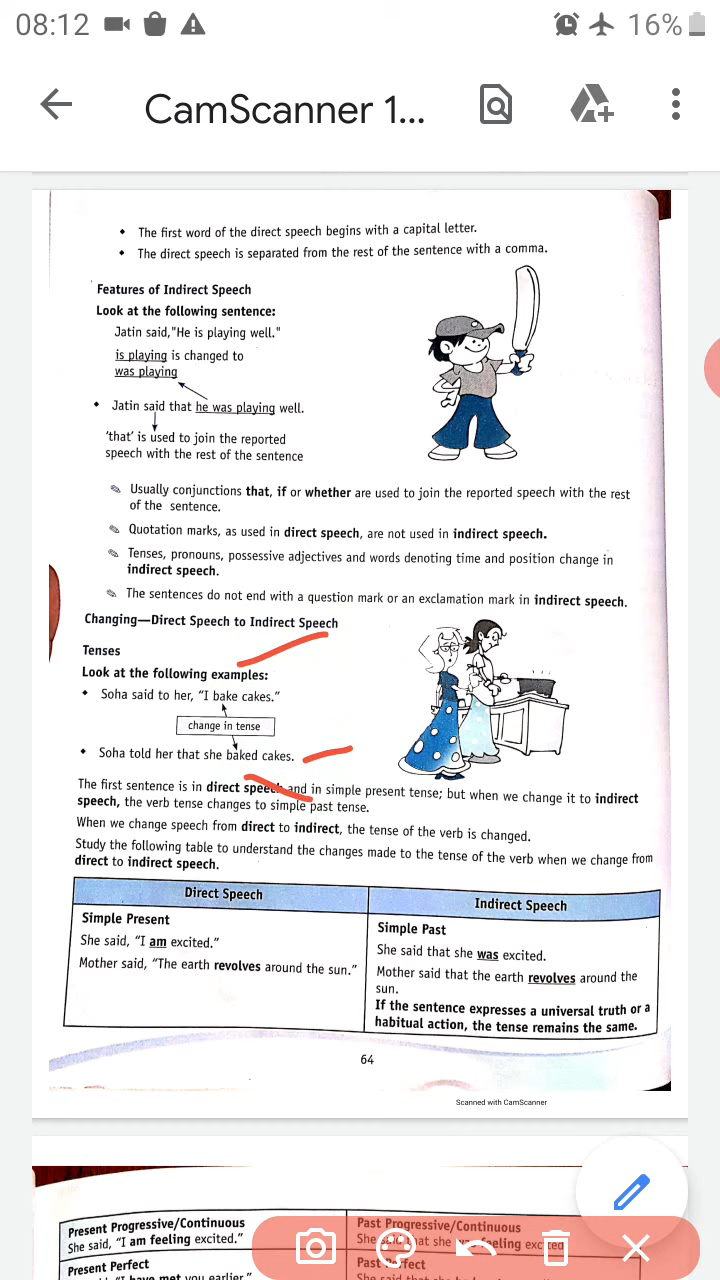 08:12
16%
CamScanner 1...
• The first word of the direct speech begins with a capital letter.
• The direct speech is separated from the rest of the sentence with a comma.
Features of Indirect Speech
Look at the following sentence:
Jatin said,"He is playing well."
is playing is changed to
was playing
• Jatin said that he was playing well.
'that' is used to join the reported
speech with the rest of the sentence
✎ Usually conjunctions that, if or whether are used to join the reported speech with the rest
of the sentence.
✎ Quotation marks, as used in direct speech, are not used in indirect speech.
✎ Tenses, pronouns, possessive adjectives and words denoting time and position change in
indirect speech.
✎ The sentences do not end with a question mark or an exclamation mark in indirect speech.
Changing—Direct Speech to Indirect Speech
Tenses
Look at the following examples:
• Soha said to her, "I bake cakes."
change in tense
• Soha told her that she baked cakes.
The first sentence is in direct speech and in simple present tense; but when we change it to indirect
speech, the verb tense changes to simple past tense.
When we change speech from direct to indirect, the tense of the verb is changed.
Study the following table to understand the changes made to the tense of the verb when we change from
direct to indirect speech.
Direct Speech
Indirect Speech
Simple Present
She said, "I am excited."
Mother said, "The earth revolves around the sun."
Simple Past
She said that she was excited.
Mother said that the earth revolves around the
sun.
If the sentence expresses a universal truth or a
habitual action, the tense remains the same.
64
Scanned with CamScanner
Present Progressive/Continuous
She said, "I am feeling excited."
Past Progressive/Continuous
She said that she was feeling excited
Present Perfect
Past Perfect
met you earlier."